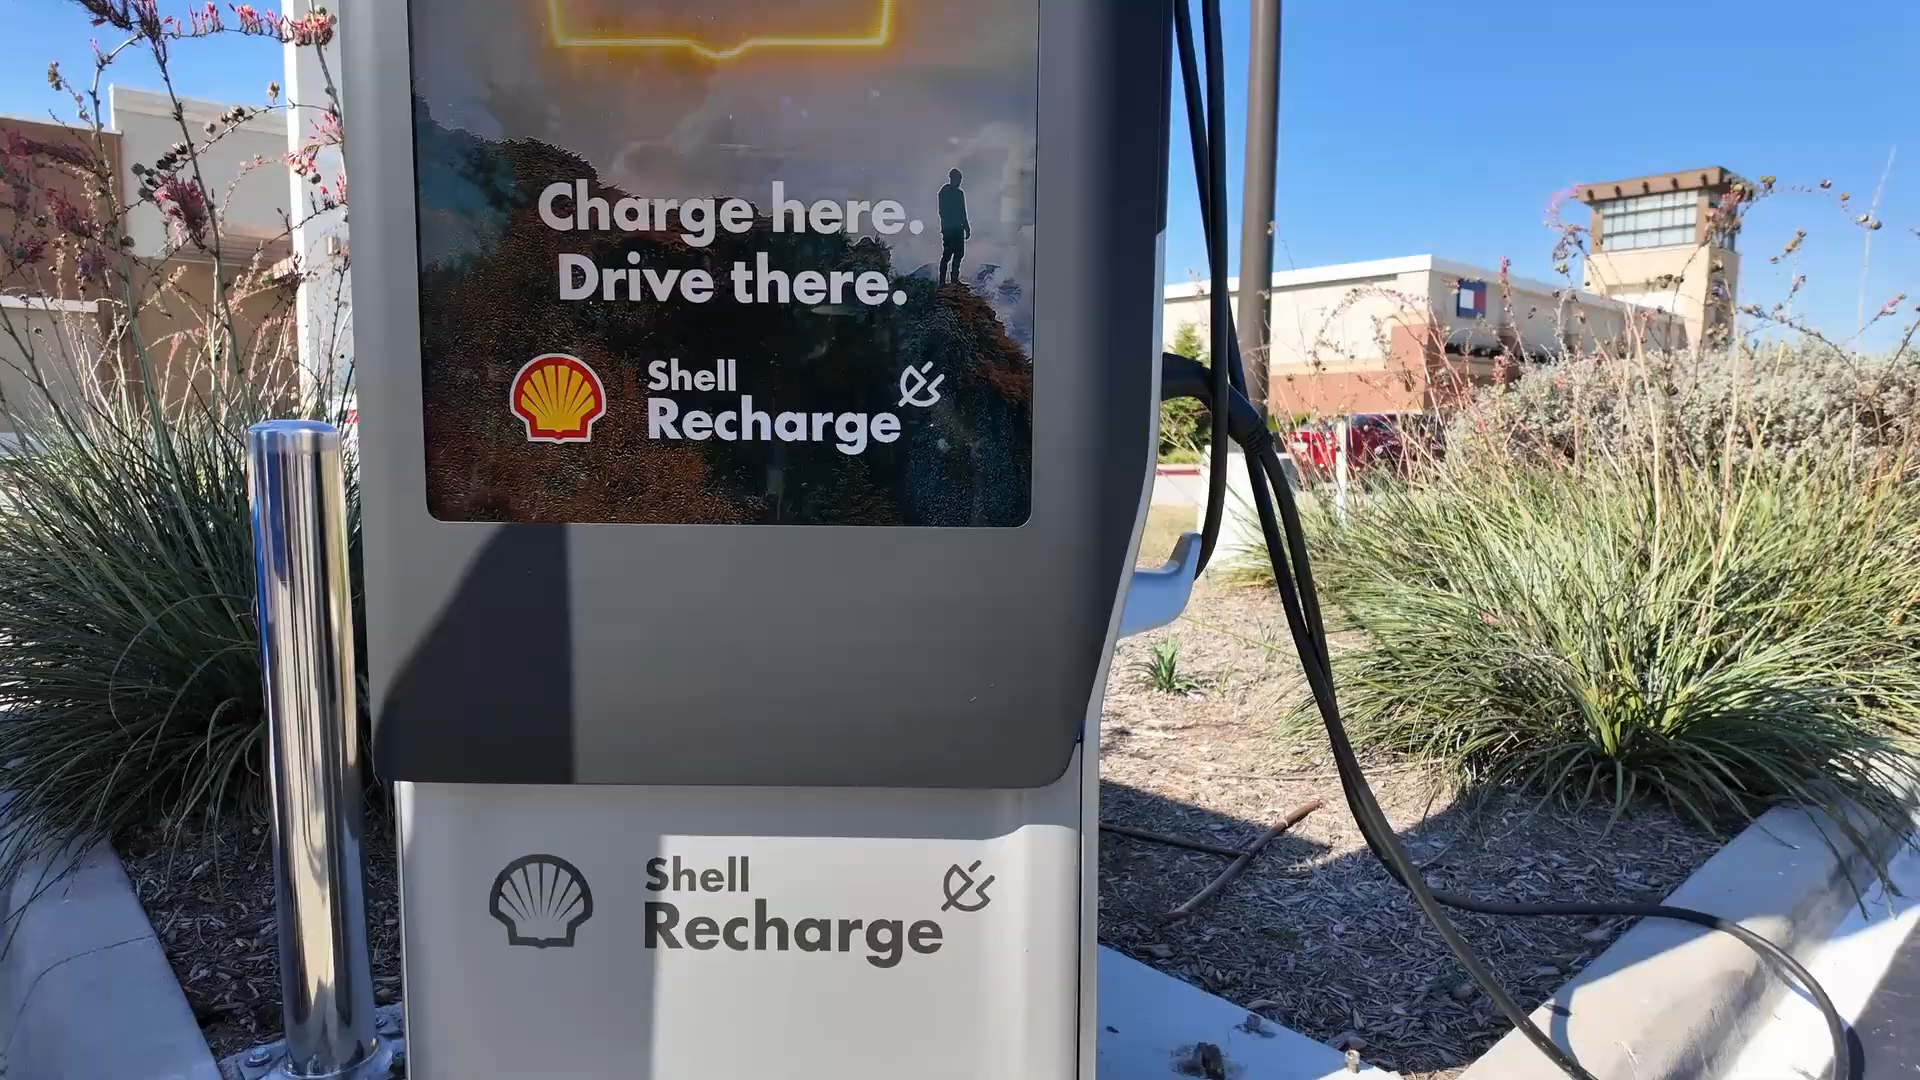 Charge here.
Drive there.
Shell
Recharge
Shell
Recharge